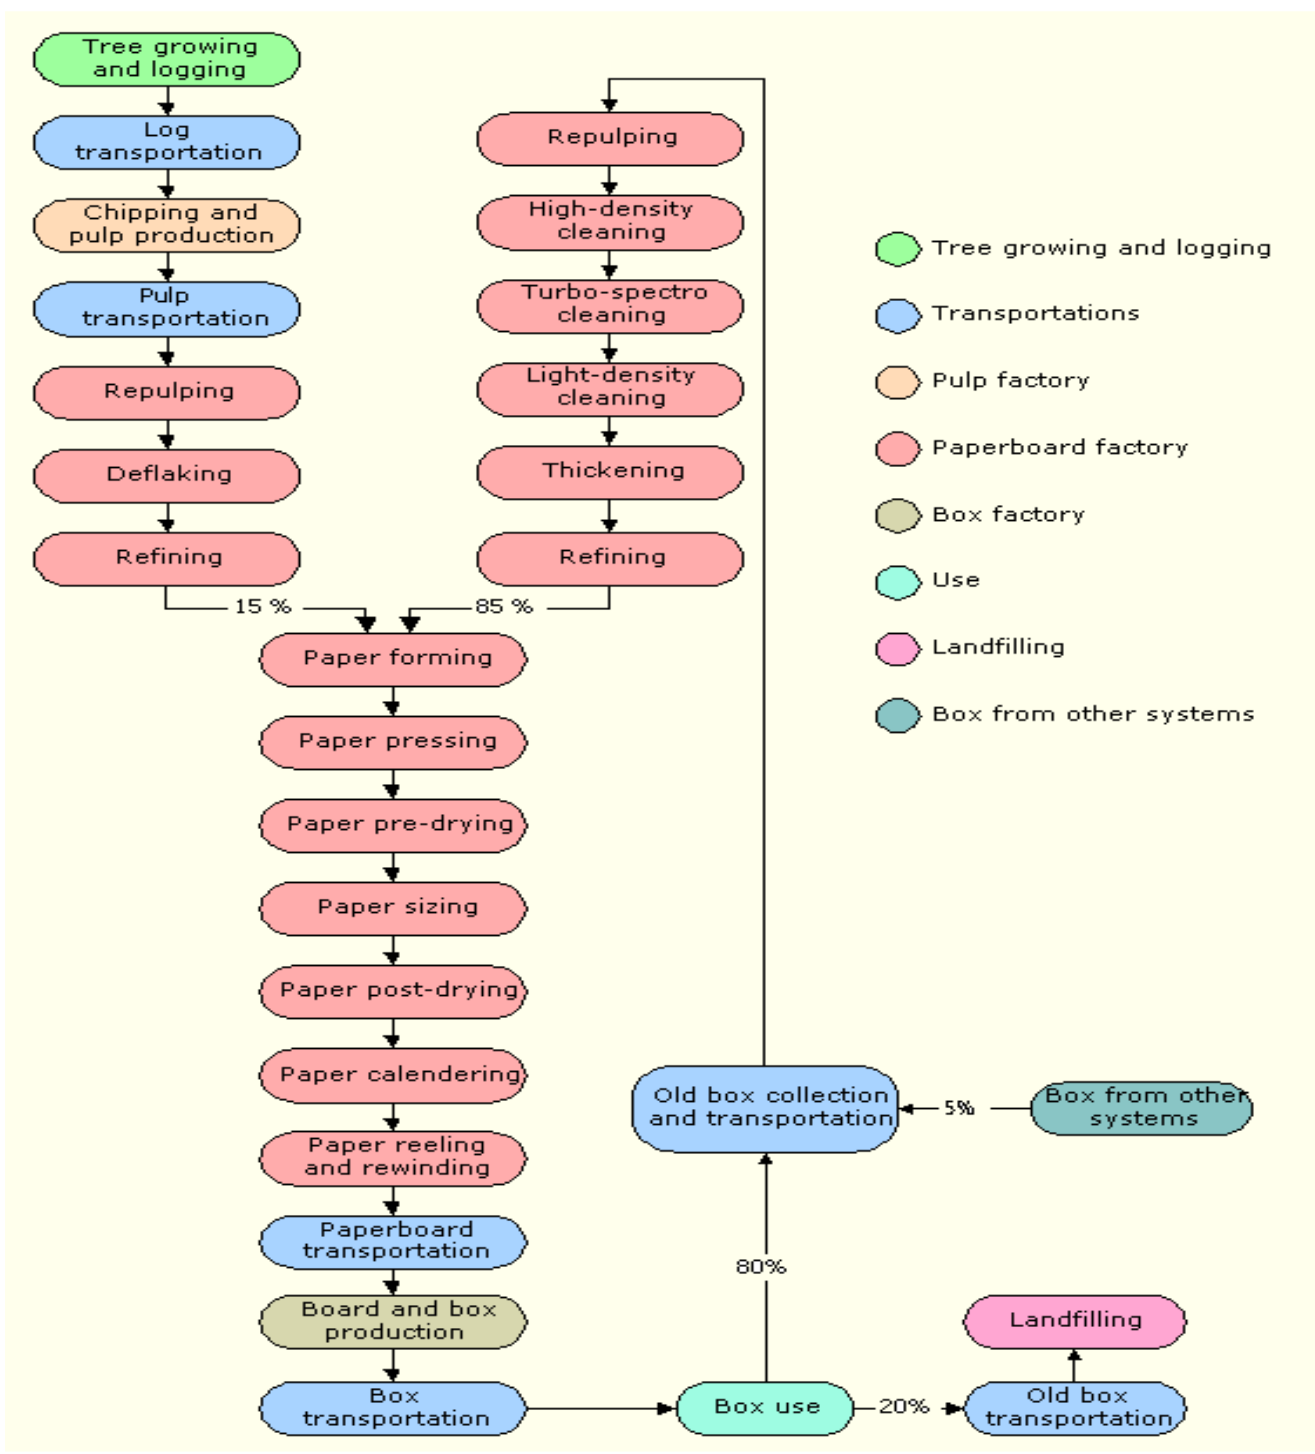 Tree growing
and logging
Log
transportation
Chipping and
pulp production
Pulp
transportation
Repulping
Deflaking
Refining
15 %
Repulping
High-density
cleaning
Turbo-spectro
cleaning
Light-density
cleaning
Thickening
Refining
85 %
Paper forming
Paper pressing
Paper pre-drying
Paper sizing
Paper post-drying
Paper calendering
Paper reeling
and rewinding
Paperboard
transportation
Board and box
production
Box
transportation
Box use
80%
Old box collection
and transportation
5%
Box from other
systems
20%
Old box
transportation
Landfilling
Tree growing and logging
Transportations
Pulp factory
Paperboard factory
Box factory
Use
Landfilling
Box from other systems